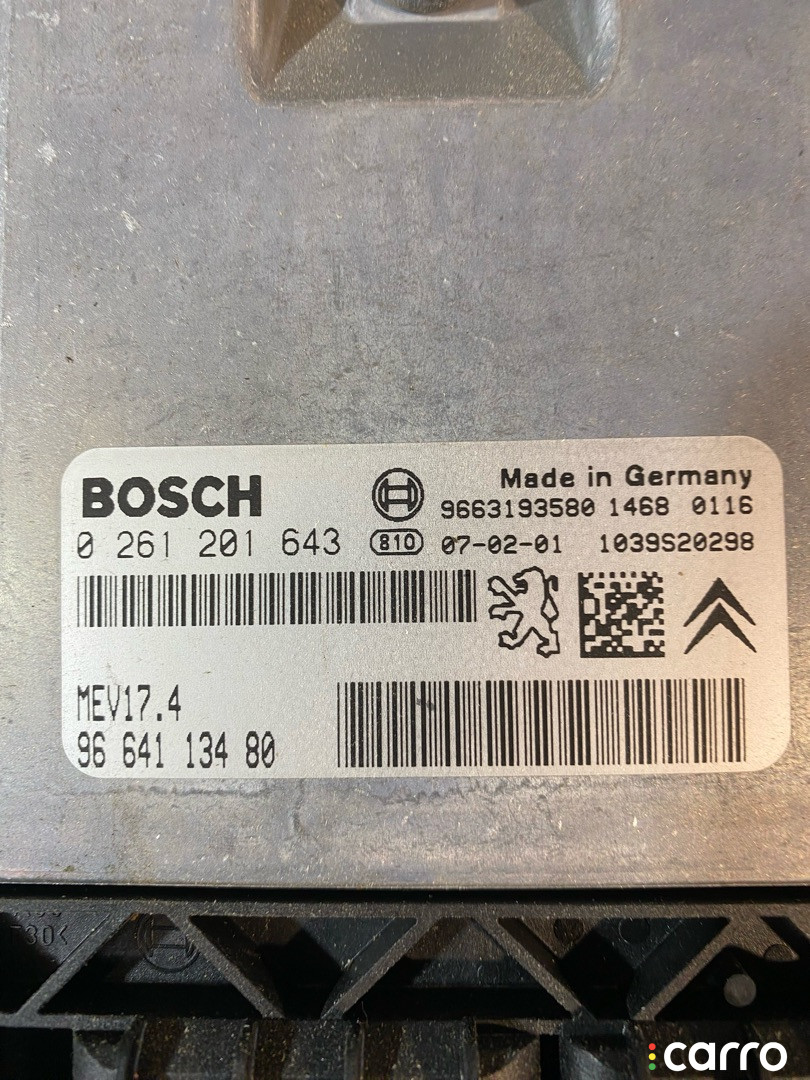 BOSCH
Made in Germany
9663193580 1468 0116
0 261 201 643 810 07-02-01 1039S20298
MEV17.4
96 641 134 80
carro